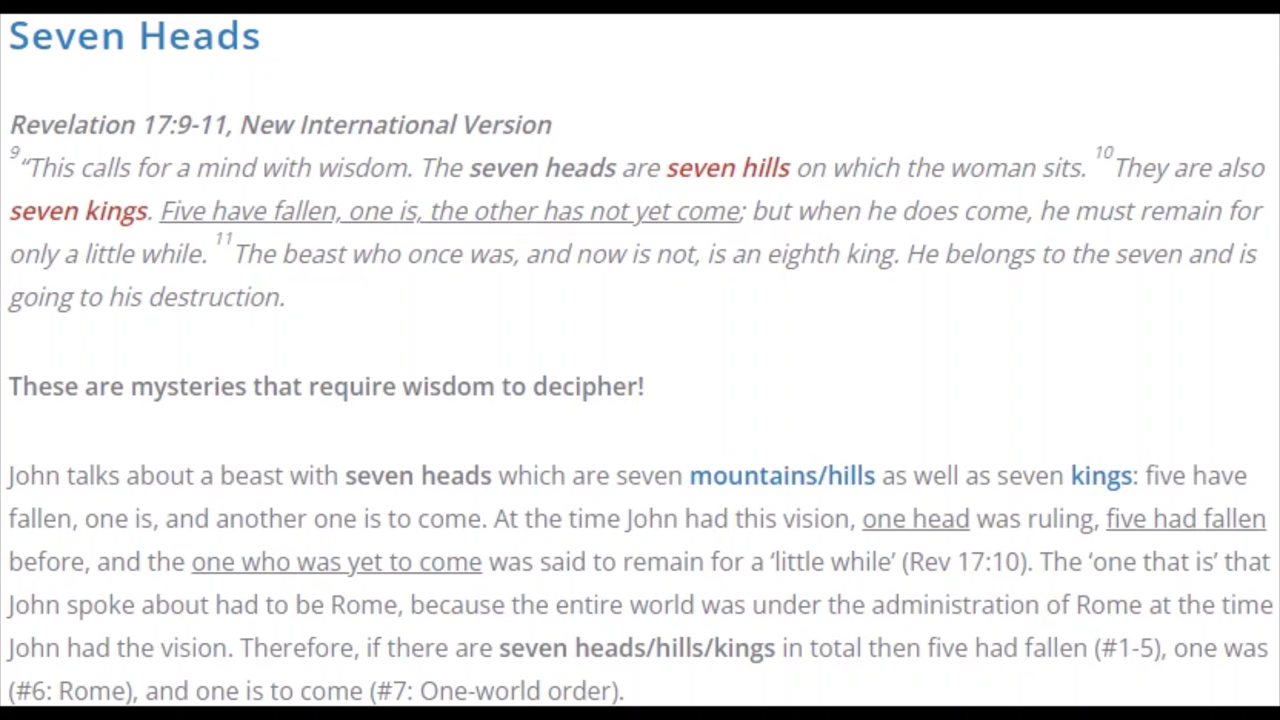 Seven Heads
Revelation 17:9-11, New International Version
9“This calls for a mind with wisdom. The seven heads are seven hills on which the woman sits. 10They are also
seven kings. Five have fallen, one is, the other has not yet come; but when he does come, he must remain for
only a little while. 11The beast who once was, and now is not, is an eighth king. He belongs to the seven and is
going to his destruction.
These are mysteries that require wisdom to decipher!
John talks about a beast with seven heads which are seven mountains/hills as well as seven kings: five have
fallen, one is, and another one is to come. At the time John had this vision, one head was ruling, five had fallen
before, and the one who was yet to come was said to remain for a ‘little while’ (Rev 17:10). The ‘one that is’ that
John spoke about had to be Rome, because the entire world was under the administration of Rome at the time
John had the vision. Therefore, if there are seven heads/hills/kings in total then five had fallen (#1-5), one was
(#6: Rome), and one is to come (#7: One-world order).